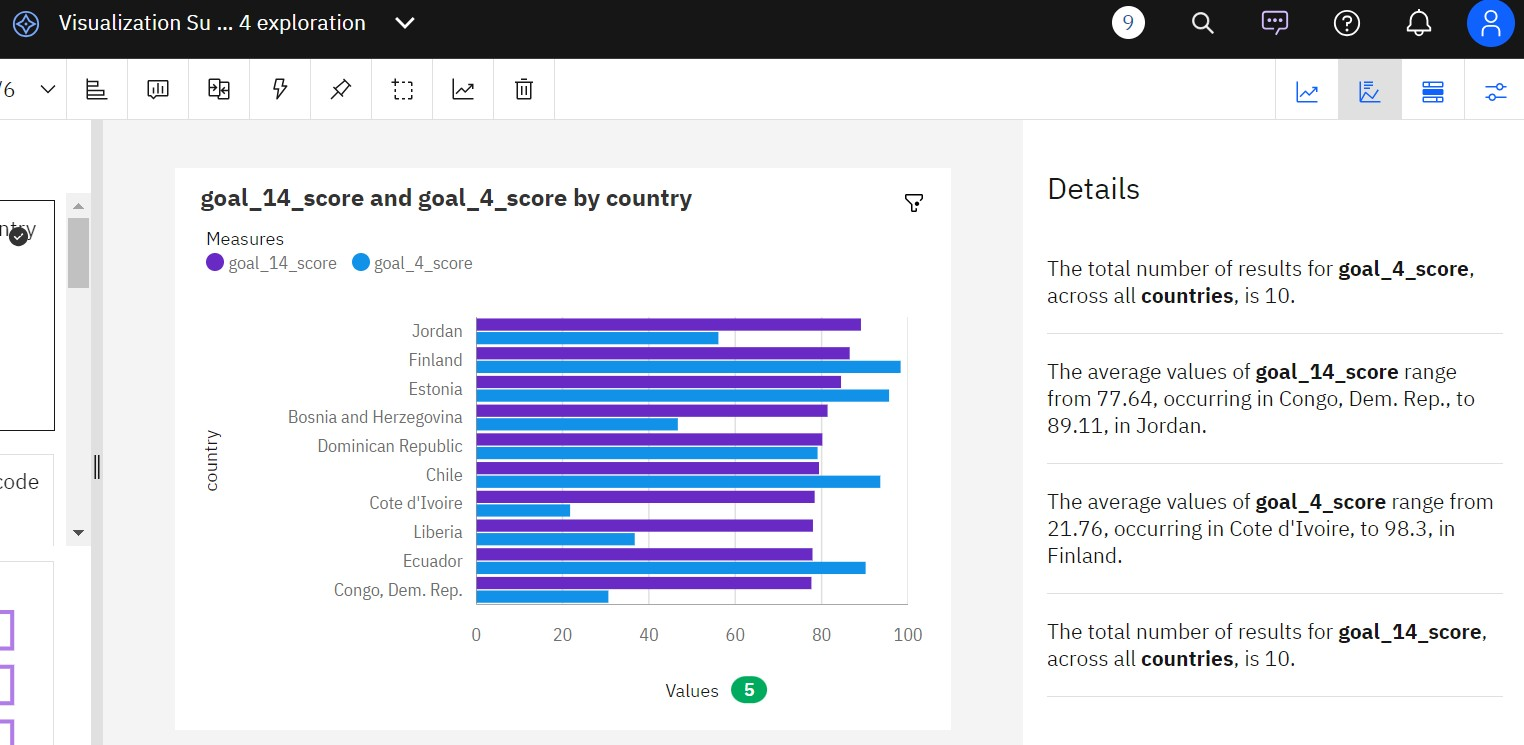 Visualization Su ... 4 exploration
9
/6
ntry
code
goal_14_score and goal_4_score by country
Measures
goal_14_score goal_4_score
country
Jordan
Finland
Estonia
Bosnia and Herzegovina
Dominican Republic
Chile
Cote d'Ivoire
Liberia
Ecuador
Congo, Dem. Rep.
0 20 40 60 80 100
Values 5
Details
The total number of results for goal_4_score,
across all countries, is 10.
The average values of goal_14_score range
from 77.64, occurring in Congo, Dem. Rep., to
89.11, in Jordan.
The average values of goal_4_score range from
21.76, occurring in Cote d'Ivoire, to 98.3, in
Finland.
The total number of results for goal_14_score,
across all countries, is 10.